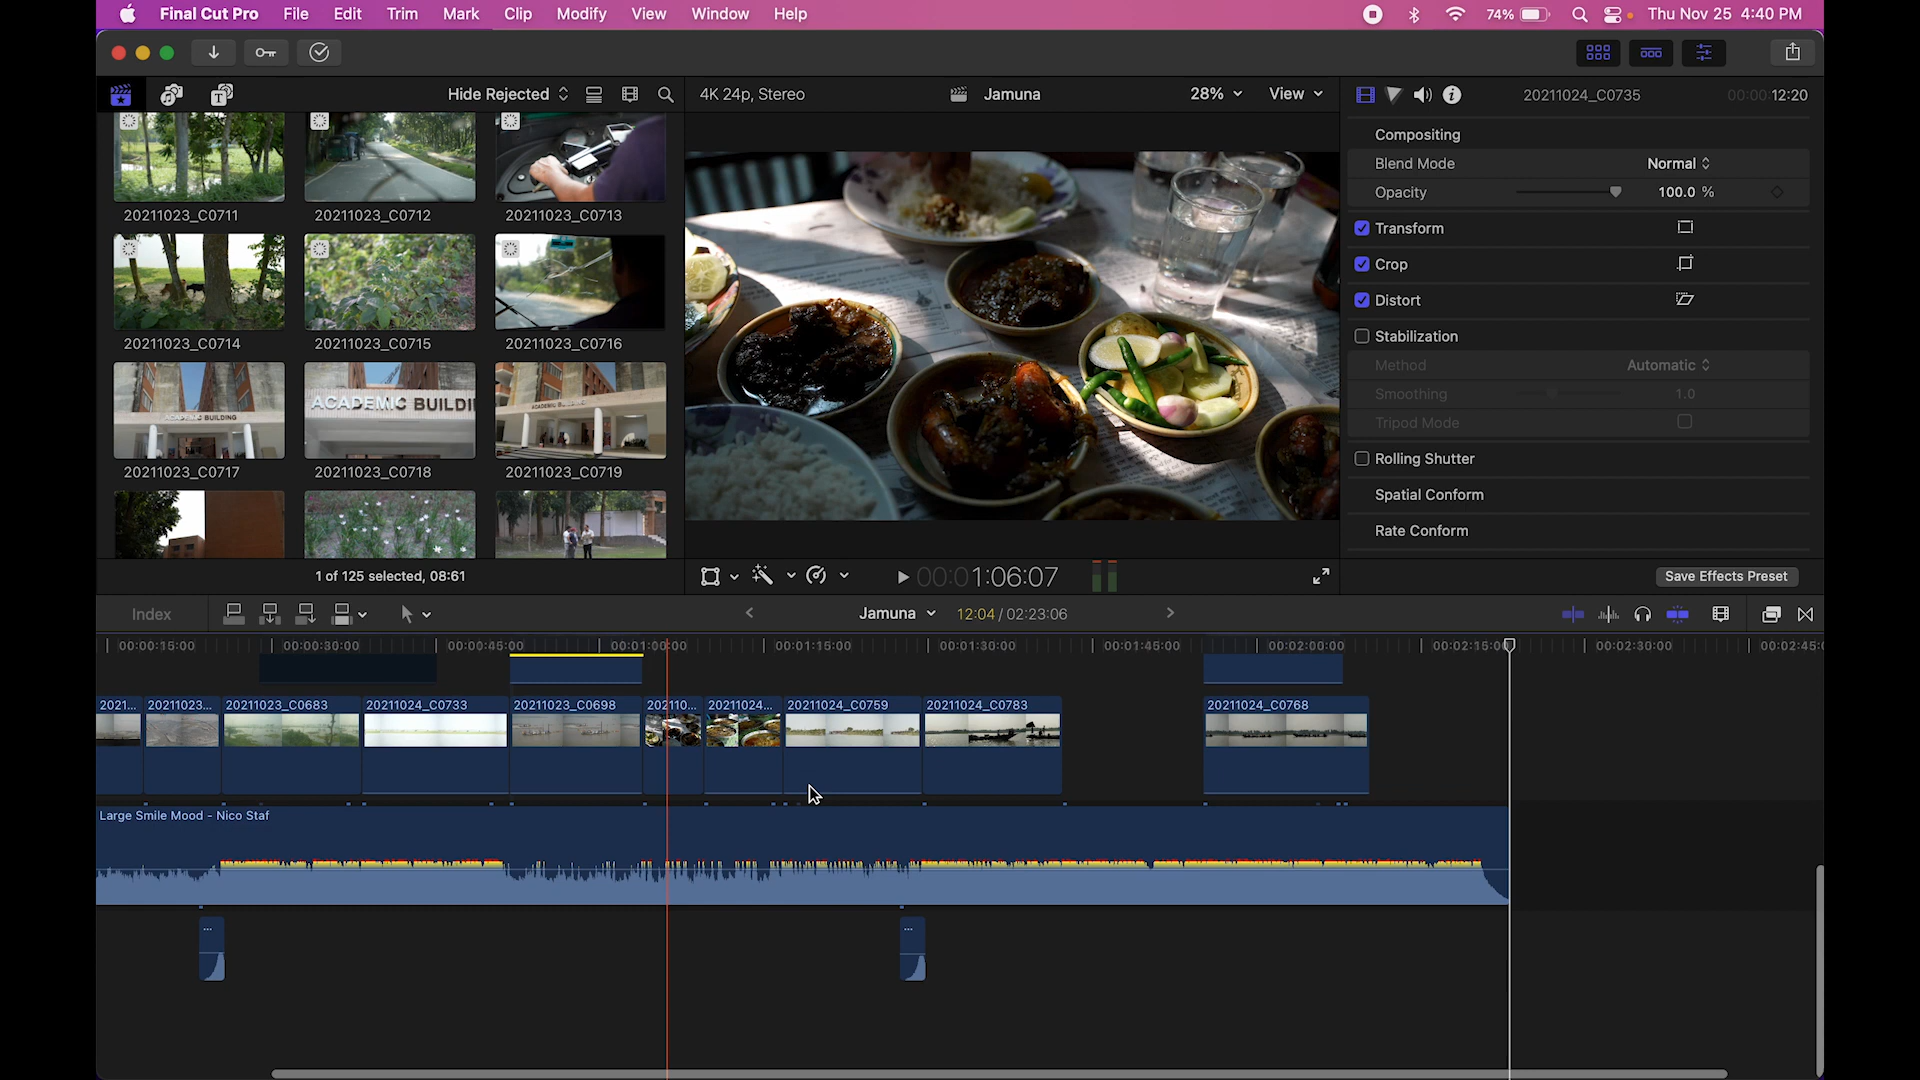 Final Cut Pro File Edit Trim Mark Clip Modify View Window Help 74% Thu Nov 25 4:40 PM
Hide Rejected 4K 24p, Stereo Jamuna 28% View 20211024_C0735 00:00:12:20
20211023_C0711 20211023_C0712 20211023_C0713
20211023_C0714 20211023_C0715 20211023_C0716
ACADEMIC BUILDING ACADEMIC BUILDI ACADEMIC BUILDING
20211023_C0717 20211023_C0718 20211023_C0719
1 of 125 selected, 08:61
Compositing
Blend Mode Normal
Opacity 100.0 %
Transform
Crop
Distort
Stabilization
Method Automatic
Smoothing 1.0
Tripod Mode
Rolling Shutter
Spatial Conform
Rate Conform
00:01:06:07 Save Effects Preset
Index Jamuna 12:04 / 02:23:06
00:00:15:00 00:00:30:00 00:00:45:00 00:01:00:00 00:01:15:00 00:01:30:00 00:01:45:00 00:02:00:00 00:02:15:00 00:02:30:00 00:02:45:0
2021... 20211023... 20211023_C0683 20211024_C0733 20211023_C0698 202110... 20211024... 20211024_C0759 20211024_C0783 20211024_C0768
Large Smile Mood - Nico Staf
... ...